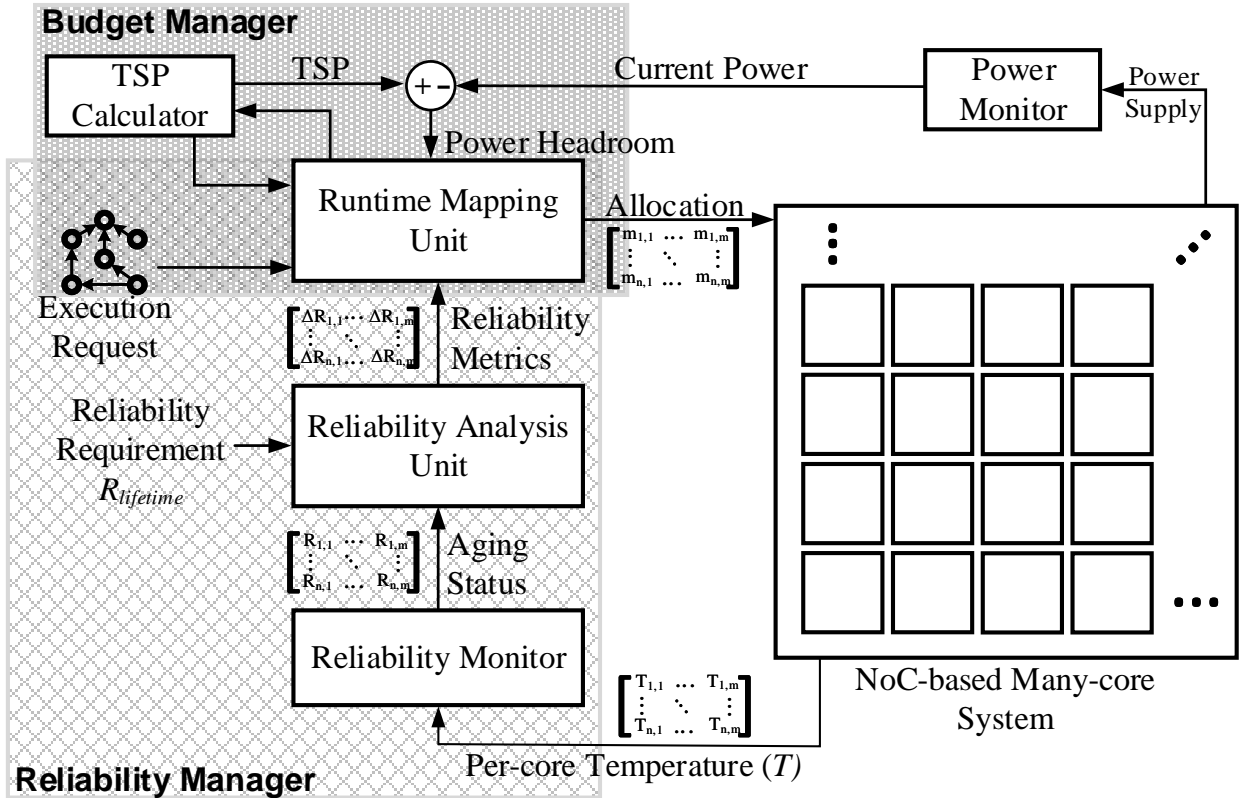 Budget Manager
TSP
Calculator
TSP
+ -
Current Power
Power
Monitor
Power
Supply
Power Headroom
Runtime Mapping
Unit
Allocation
m1,1 ... m1,m
mn,1 ... mn,m
Execution
Request
ΔR1,1 ... ΔR1,m
ΔRn,1 ... ΔRn,m
Reliability
Metrics
Reliability
Requirement
Rlifetime
Reliability Analysis
Unit
R1,1 ... R1,m
Rn,1 ... Rn,m
Aging
Status
Reliability Monitor
T1,1 ... T1,m
Tn,1 ... Tn,m
NoC-based Many-core
System
Per-core Temperature (T)
Reliability Manager